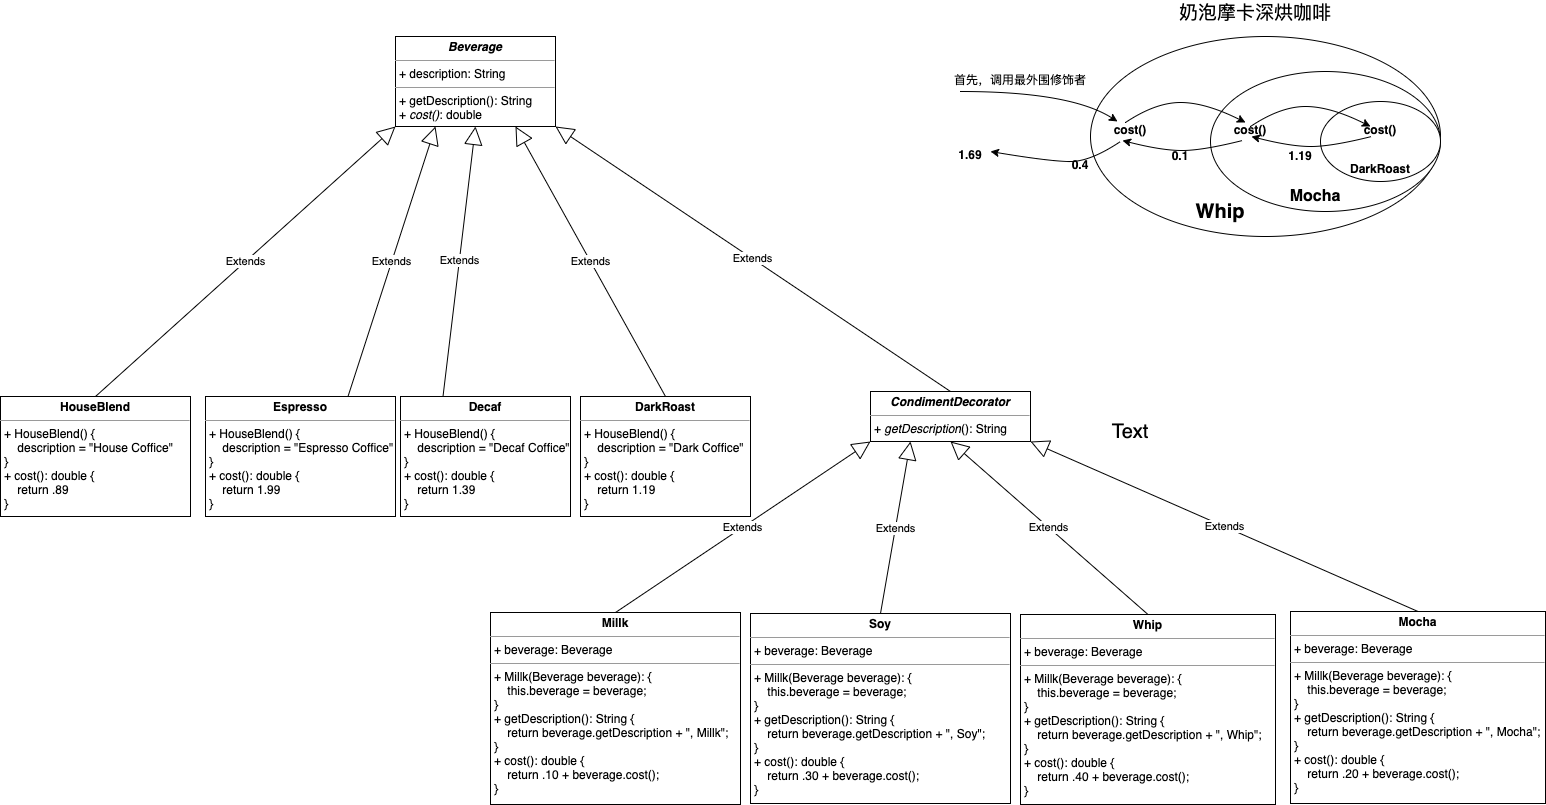 奶泡摩卡深烘咖啡
Beverage
+ description: String
+ getDescription(): String
+ cost(): double
首先，调用最外围修饰者
cost()
cost()
cost()
1.69
0.4
0.1
1.19
DarkRoast
Mocha
Whip
Extends
Extends
Extends
Extends
Extends
HouseBlend
+ HouseBlend() {
description = "House Coffice"
}
+ cost(): double {
return .89
}
Espresso
+ HouseBlend() {
description = "Espresso Coffice"
}
+ cost(): double {
return 1.99
}
Decaf
+ HouseBlend() {
description = "Decaf Coffice"
}
+ cost(): double {
return 1.39
}
DarkRoast
+ HouseBlend() {
description = "Dark Coffice"
}
+ cost(): double {
return 1.19
}
CondimentDecorator
+ getDescription(): String
Text
Extends
Extends
Extends
Extends
Millk
+ beverage: Beverage
+ Millk(Beverage beverage): {
this.beverage = beverage;
}
+ getDescription(): String {
return beverage.getDescription + ", Millk";
}
+ cost(): double {
return .10 + beverage.cost();
}
Soy
+ beverage: Beverage
+ Millk(Beverage beverage): {
this.beverage = beverage;
}
+ getDescription(): String {
return beverage.getDescription + ", Soy";
}
+ cost(): double {
return .30 + beverage.cost();
}
Whip
+ beverage: Beverage
+ Millk(Beverage beverage): {
this.beverage = beverage;
}
+ getDescription(): String {
return beverage.getDescription + ", Whip";
}
+ cost(): double {
return .40 + beverage.cost();
}
Mocha
+ beverage: Beverage
+ Millk(Beverage beverage): {
this.beverage = beverage;
}
+ getDescription(): String {
return beverage.getDescription + ", Mocha";
}
+ cost(): double {
return .20 + beverage.cost();
}